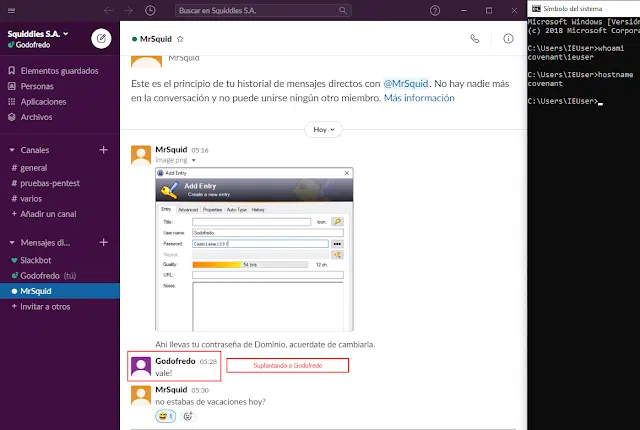 Buscar en Squiddies S.A.
Squiddies S.A.
Godofredo
Elementos guardados
Personas
Aplicaciones
Archivos
Canales
# general
# pruebas-pentest
# varios
+ Añadir un canal
Mensajes di...
Slackbot
Godofredo (tú)
MrSquid
+ Invitar a otros
MrSquid
Este es el principio de tu historial de mensajes directos con @MrSquid. No hay nadie más
en la conversación y no puede unirse ningún otro miembro. Más información
Hoy
MrSquid 05:16
image.png
Add Entry
Add Entry
Create a new entry.
Entry Advanced Properties Auto-Type History
Title: Icon:
User name: Godofredo
Password:
Repeat:
Quality: 54 bits 12 ch.
URL:
Notes:
Ahi llevas tu contraseña de Dominio, acuerdate de cambiarla.
Godofredo 05:28
vale!
Suplantando a Godofredo
MrSquid 05:30
no estabas de vacaciones hoy?
1
Símbolo del sistema
Microsoft Windows [Versión
(c) 2018 Microsoft Corpora
C:\Users\IEUser>whoami
covenant\ieuser
C:\Users\IEUser>hostname
covenant
C:\Users\IEUser>